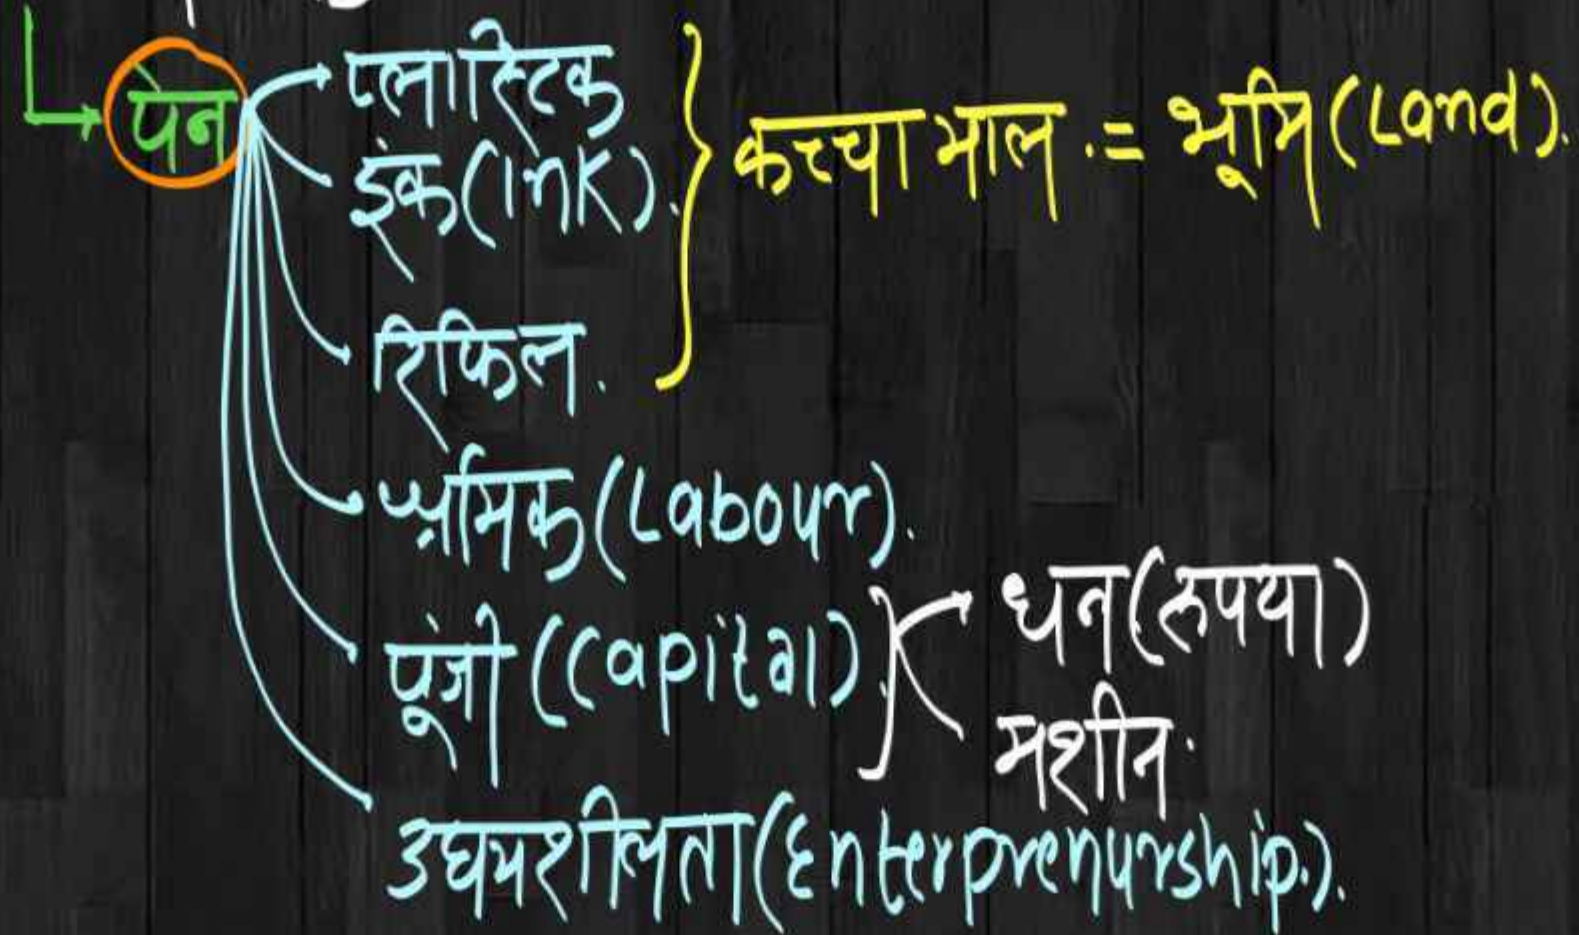 पेन
प्लास्टिक
इंक(Ink).
रिफिल.
कच्चा माल .= भूमि (Land).
श्रमिक (Labour).
पूंजी (Capital).
धन(रुपया)
मशीन.
उद्यमशीलता (Enterprenurship.).